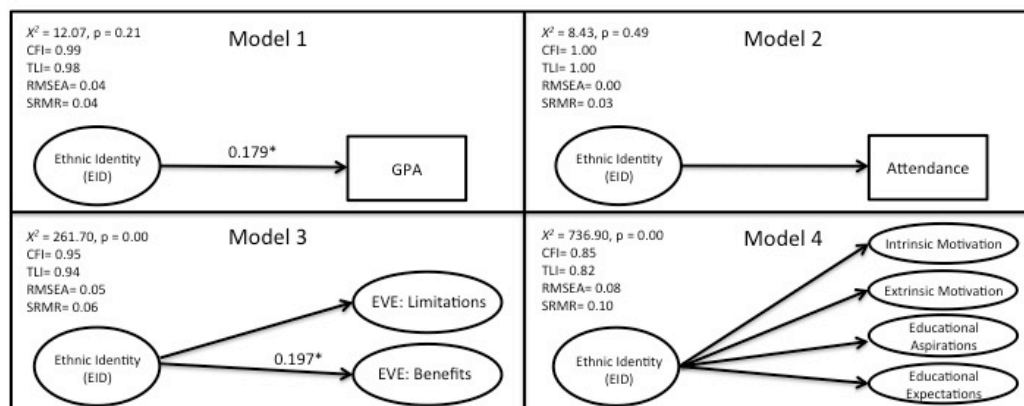 X² = 12.07, p = 0.21
CFI= 0.99
TLI= 0.98
RMSEA= 0.04
SRMR= 0.04
Model 1
Ethnic Identity
(EID)
0.179*
GPA
X² = 8.43, p = 0.49
CFI= 1.00
TLI= 1.00
RMSEA= 0.00
SRMR= 0.03
Model 2
Ethnic Identity
(EID)
Attendance
X² = 261.70, p = 0.00
CFI= 0.95
TLI= 0.94
RMSEA= 0.05
SRMR= 0.06
Model 3
EVE: Limitations
Ethnic Identity
(EID)
0.197*
EVE: Benefits
X² = 736.90, p = 0.00
CFI= 0.85
TLI= 0.82
RMSEA= 0.08
SRMR= 0.10
Model 4
Intrinsic Motivation
Extrinsic Motivation
Ethnic Identity
(EID)
Educational
Aspirations
Educational
Expectations